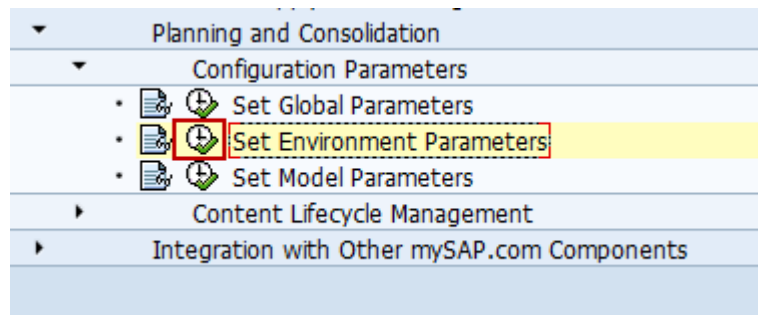 Planning and Consolidation
Configuration Parameters
Set Global Parameters
Set Environment Parameters
Set Model Parameters
Content Lifecycle Management
Integration with Other mySAP.com Components